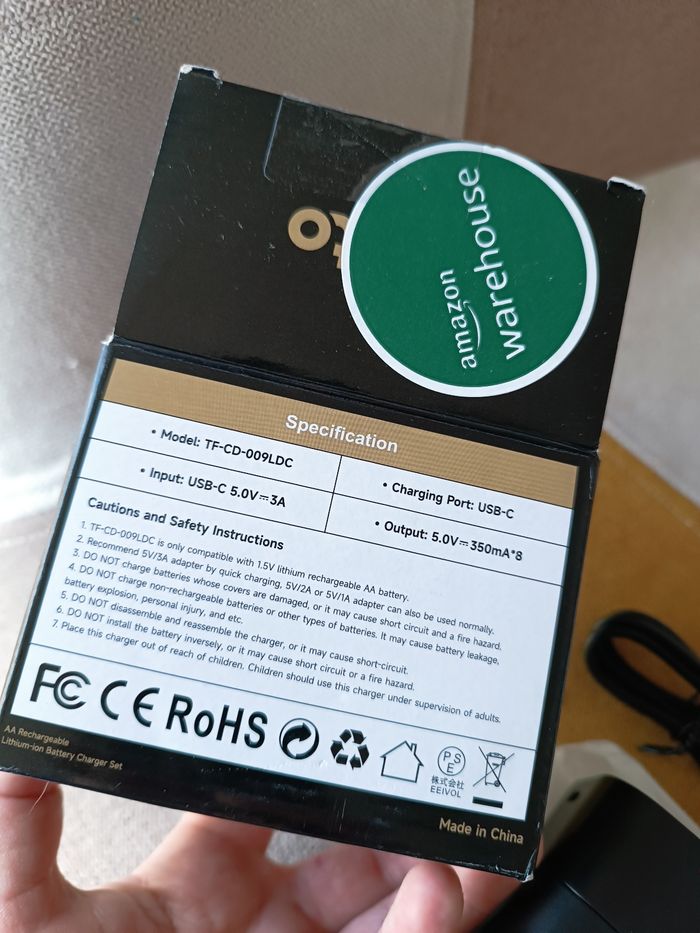 amazon
warehouse
Specification
• Model: TF-CD-009LDC
• Charging Port: USB-C
• Input: USB-C 5.0V⎓3A
• Output: 5.0V⎓350mA*8
Cautions and Safety Instructions
1. TF-CD-009LDC is only compatible with 1.5V lithium rechargeable AA battery.
2. Recommend 5V/3A adapter by quick charging, 5V/2A or 5V/1A adapter can also be used normally.
3. DO NOT charge batteries whose covers are damaged, or it may cause short circuit and a fire hazard.
4. DO NOT charge non-rechargeable batteries or other types of batteries. It may cause battery leakage,
battery explosion, personal injury, and etc.
5. DO NOT disassemble and reassemble the charger, or it may cause short-circuit.
6. DO NOT install the battery inversely, or it may cause short circuit or a fire hazard.
7. Place this charger out of reach of children. Children should use this charger under supervision of adults.
FC CE RoHS
PS
E
株式会社
EEIVOL
AA Rechargeable
Lithium-ion Battery Charger Set
Made in China